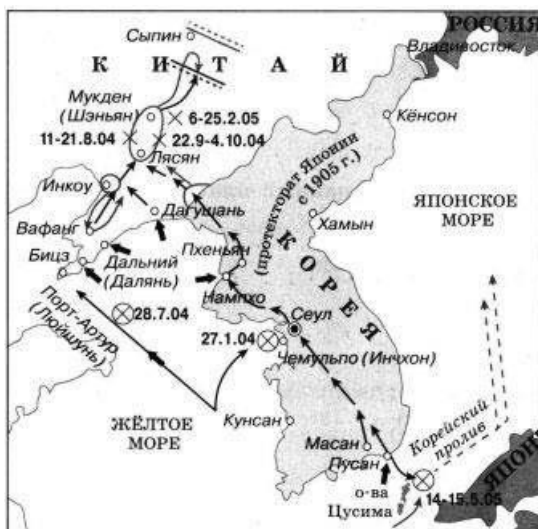 РОССИЯ
Владивосток
Сыпин
КИТАЙ
Мукден
(Шэньян)
6-25.2.05
11-21.8.04
22.9-4.10.04
Лясян
Кёнсон
Инкоу
Дагушань
Вафанг
Бицз
Дальний
(Далянь)
Порт-Артур
(Люйшунь)
28.7.04
(протекторат Японии
с 1905 г.)
КОРЕЯ
Хамын
ЯПОНСКОЕ
МОРЕ
Пхеньян
Нампхо
Сеул
27.1.04
Чемульпо (Инчхон)
ЖЁЛТОЕ
МОРЕ
Кунсан
Масан
Пусан
Корейский
пролив
о-ва
Цусима
14-15.5.05
ЯПОНИ